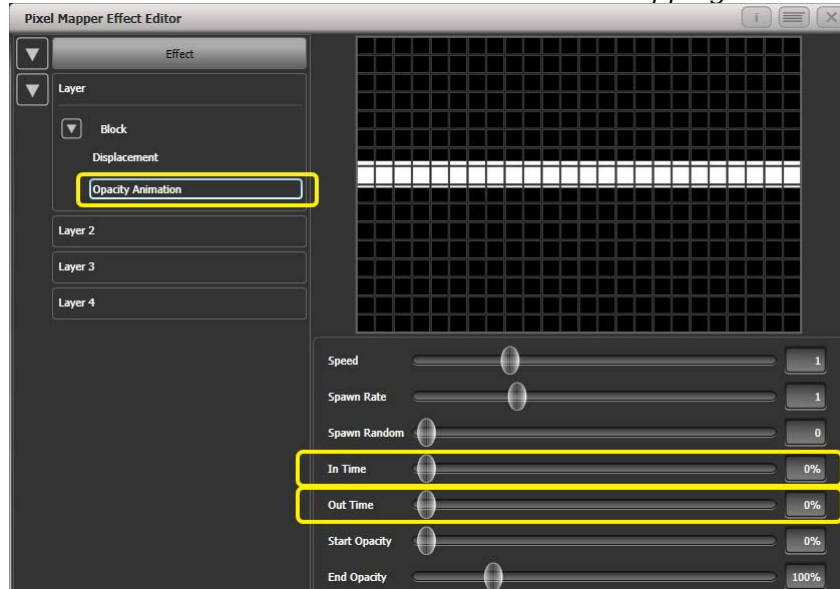 pping
Pixel Mapper Effect Editor
i
Effect
Layer
Block
Displacement
Opacity Animation
Layer 2
Layer 3
Layer 4
Speed 1
Spawn Rate 1
Spawn Random 0
In Time 0%
Out Time 0%
Start Opacity 0%
End Opacity 100%